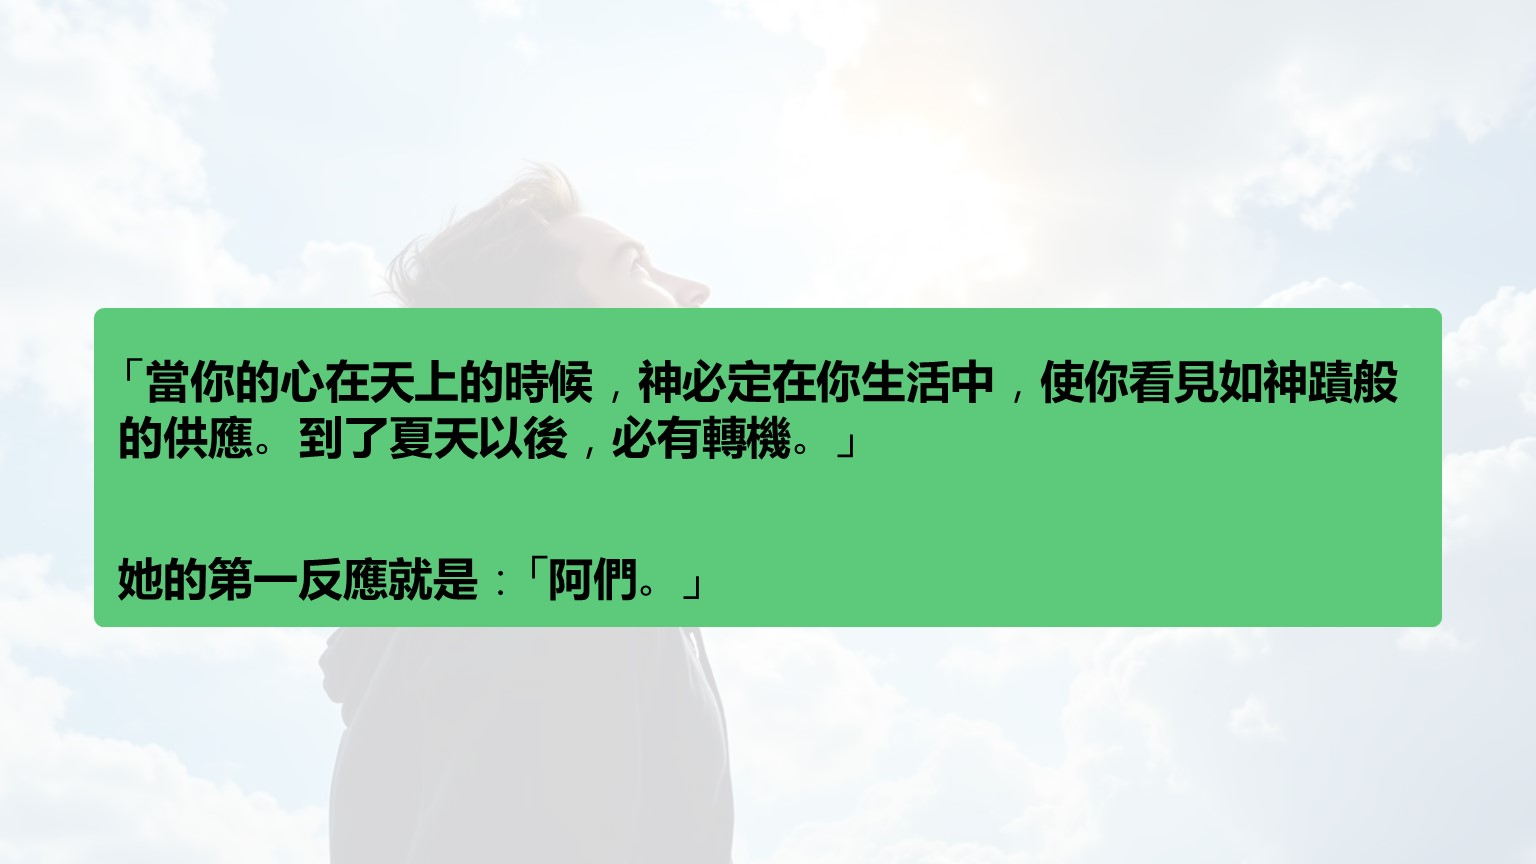 「當你的心在天上的時候，神必定在你生活中，使你看見如神蹟般
的供應。到了夏天以後，必有轉機。」
她的第一反應就是：「阿們。」